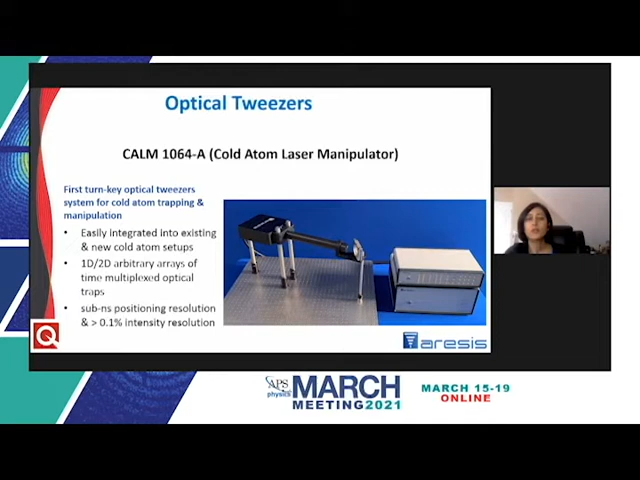 Optical Tweezers
CALM 1064-A (Cold Atom Laser Manipulator)
First turn-key optical tweezers
system for cold atom trapping &
manipulation
• Easily integrated into existing
& new cold atom setups
• 1D/2D arbitrary arrays of
time multiplexed optical
traps
• sub-ns positioning resolution
& > 0.1% intensity resolution
Q
aresis
APS
physics
MARCH
MEETING2021
MARCH 15-19
ONLINE